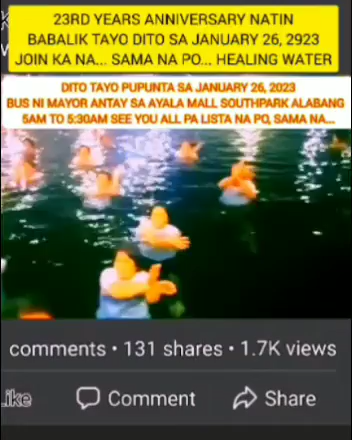 23RD YEARS ANNIVERSARY NATIN
BABALIK TAYO DITO SA JANUARY 26, 2923
JOIN KA NA... SAMA NA PO... HEALING WATER
DITO TAYO PUPUNTA SA JANUARY 26, 2023
BUS NI MAYOR ANTAY SA AYALA MALL SOUTHPARK ALABANG
5AM TO 5:30AM SEE YOU ALL PA LISTA NA PO, SAMA NA...
comments • 131 shares • 1.7K views
Like Comment Share